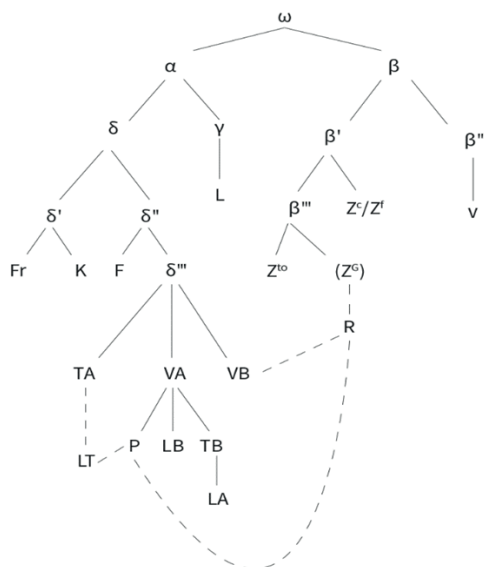 ω
α β
δ γ β' β"
L
δ' δ" β"' Zᶜ/Zᶠ v
Fr K F δ"' Zᵗᵒ (Zᴳ)
R
TA VA VB
LT P LB TB
LA